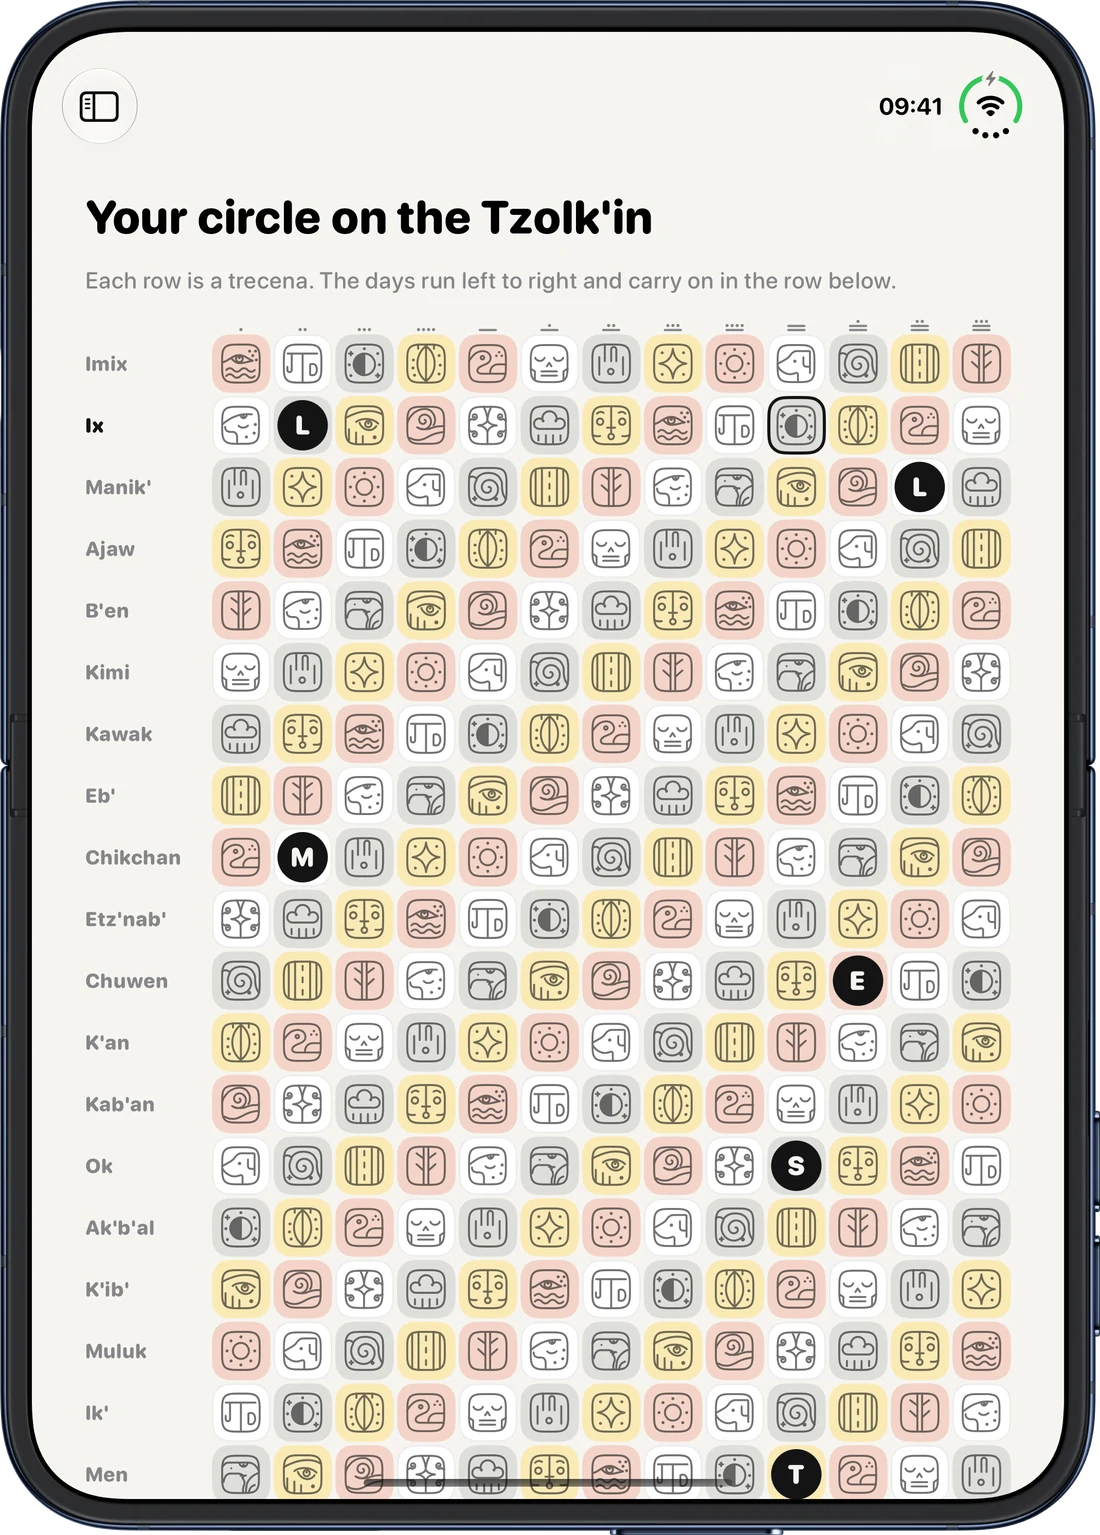 09:41
Your circle on the Tzolk'in
Each row is a trecena. The days run left to right and carry on in the row below.
Imix
Ix L
Manik' L
Ajaw
B'en
Kimi
Kawak
Eb'
Chikchan M
Etz'nab'
Chuwen E
K'an
Kab'an
Ok S
Ak'b'al
K'ib'
Muluk
Ik'
Men T